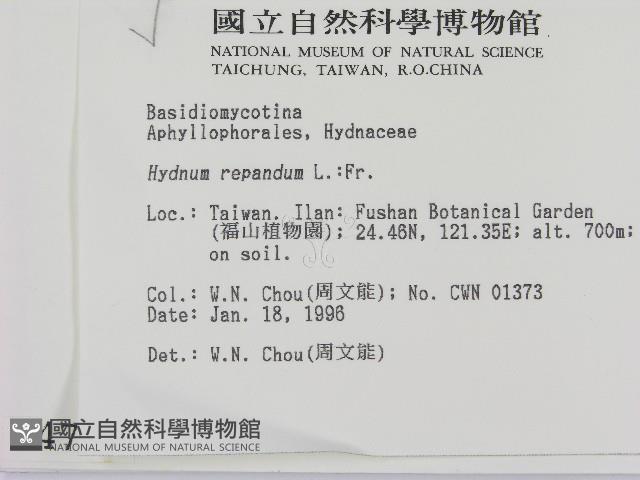 國立自然科學博物館
NATIONAL MUSEUM OF NATURAL SCIENCE
TAICHUNG, TAIWAN, R.O.CHINA
Basidiomycotina
Aphyllophorales, Hydnaceae
Hydnum repandum L.:Fr.
Loc.: Taiwan. Ilan: Fushan Botanical Garden
(福山植物園); 24.46N, 121.35E; alt. 700m;
on soil.
Col.: W.N. Chou(周文能); No. CWN 01373
Date: Jan. 18, 1996
Det.: W.N. Chou(周文能)
國立自然科學博物館
NATIONAL MUSEUM OF NATURAL SCIENCE